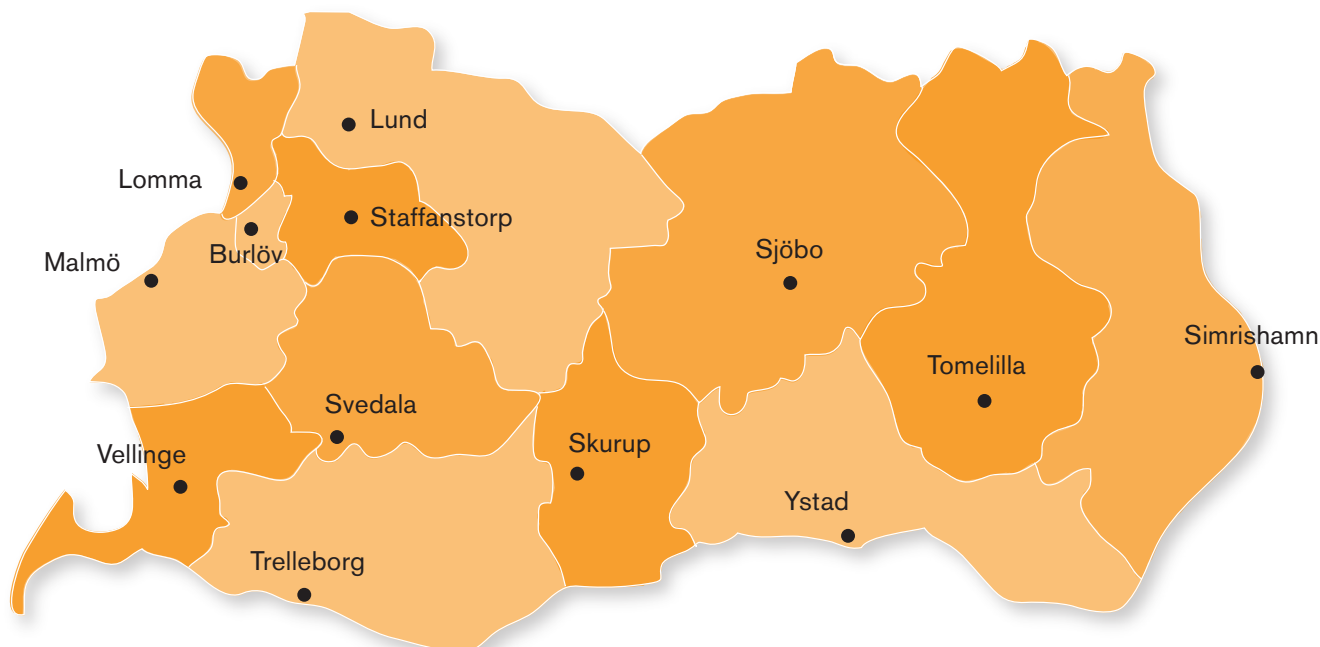 Lund
Lomma
Staffanstorp
Burlöv
Malmö
Sjöbo
Simrishamn
Tomelilla
Svedala
Skurup
Vellinge
Ystad
Trelleborg